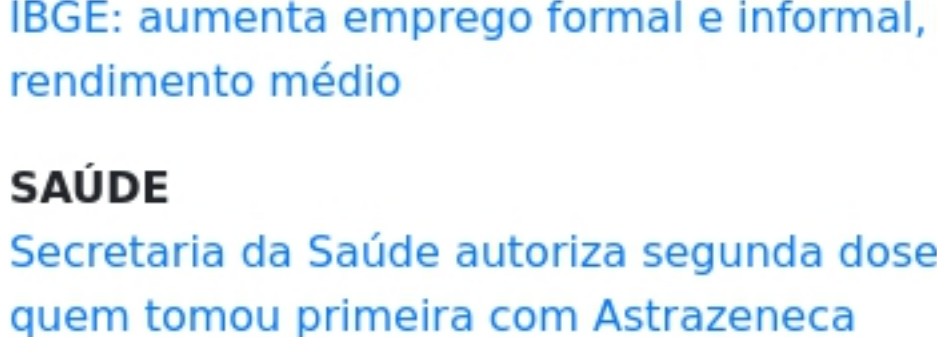 IBGE: aumenta emprego formal e informal,
rendimento médio
SAÚDE
Secretaria da Saúde autoriza segunda dose
quem tomou primeira com Astrazeneca